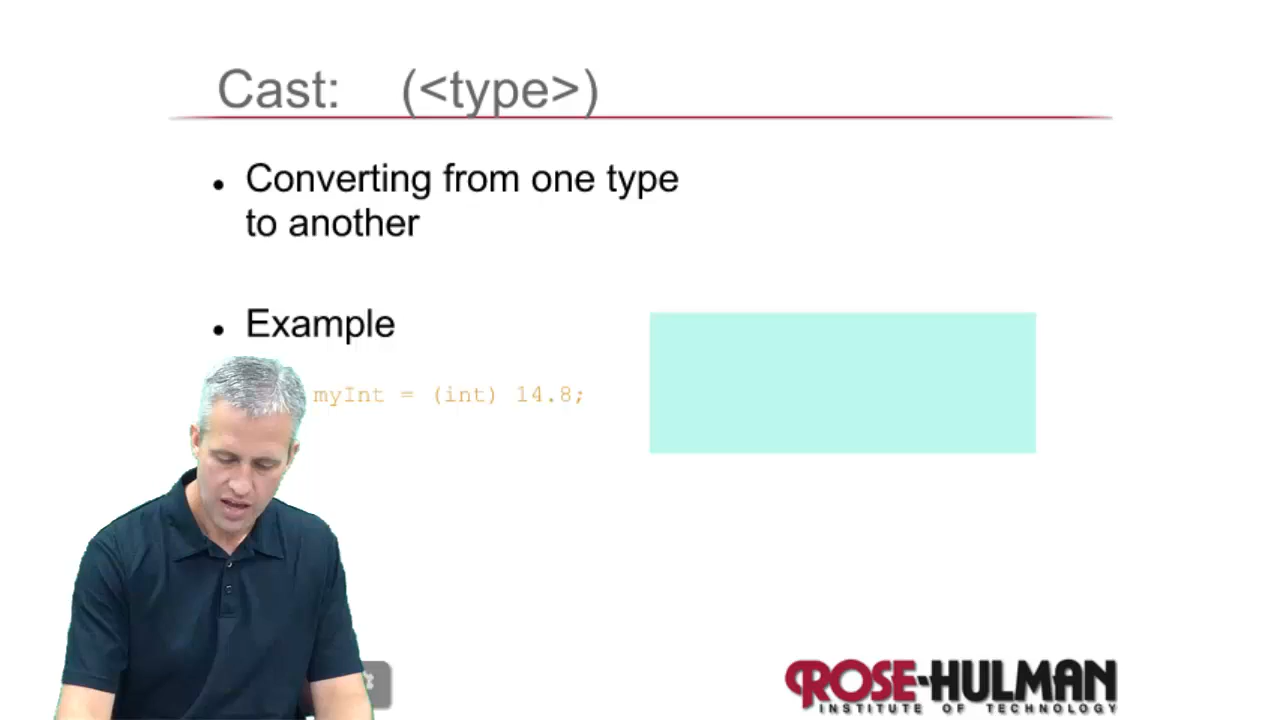 Cast: (<type>)
• Converting from one type
to another
• Example
myInt = (int) 14.8;
ROSE-HULMAN
INSTITUTE OF TECHNOLOGY